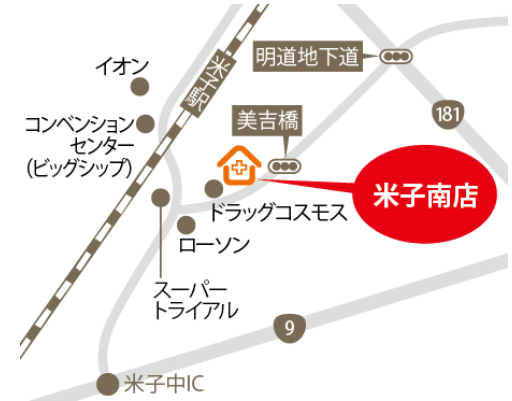 イオン
米子駅
明道地下道
181
コンベンション
センター
(ビッグシップ)
美吉橋
米子南店
ドラッグコスモス
ローソン
スーパー
トライアル
9
米子中IC